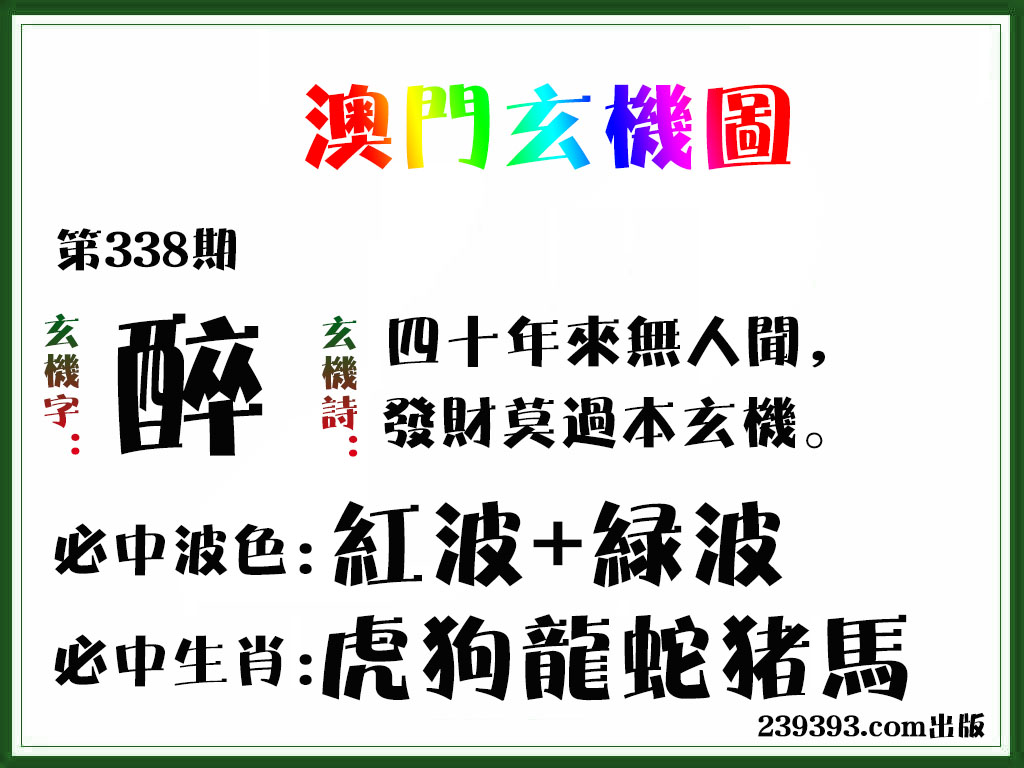 澳門玄機圖
第338期
玄機字：
醉
玄機詩：
四十年來無人聞，
發財莫過本玄機。
必中波色：紅波+綠波
必中生肖：虎狗龍蛇猪馬
239393.com出版